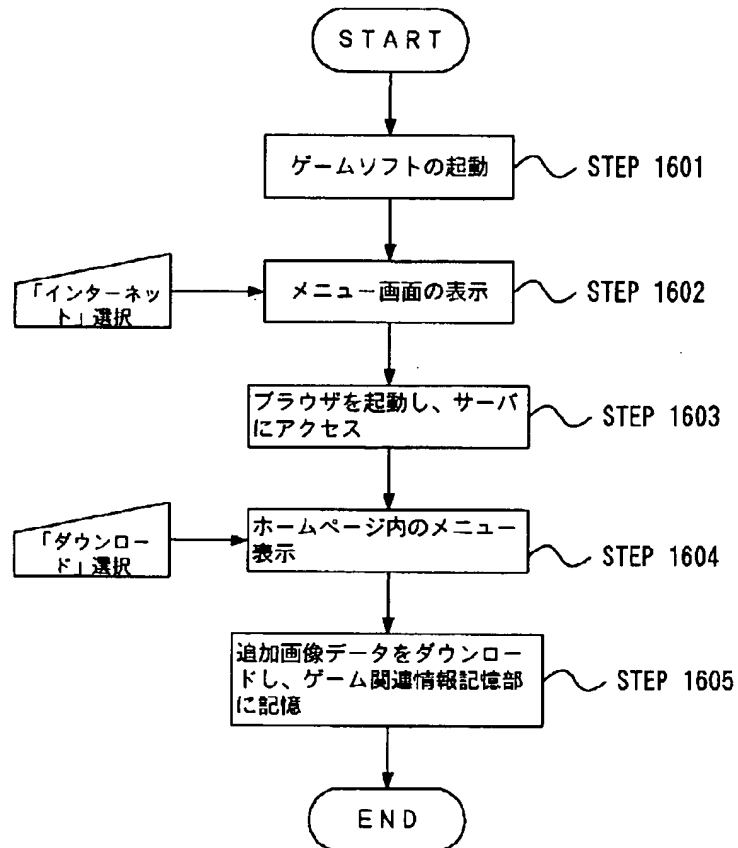 START
ゲームソフトの起動
STEP 1601
「インターネッ
ト」選択
メニュー画面の表示
STEP 1602
ブラウザを起動し、サーバ
にアクセス
STEP 1603
「ダウンロー
ド」選択
ホームページ内のメニュー
表示
STEP 1604
追加画像データをダウンロー
ドし、ゲーム関連情報記憶部
に記憶
STEP 1605
END